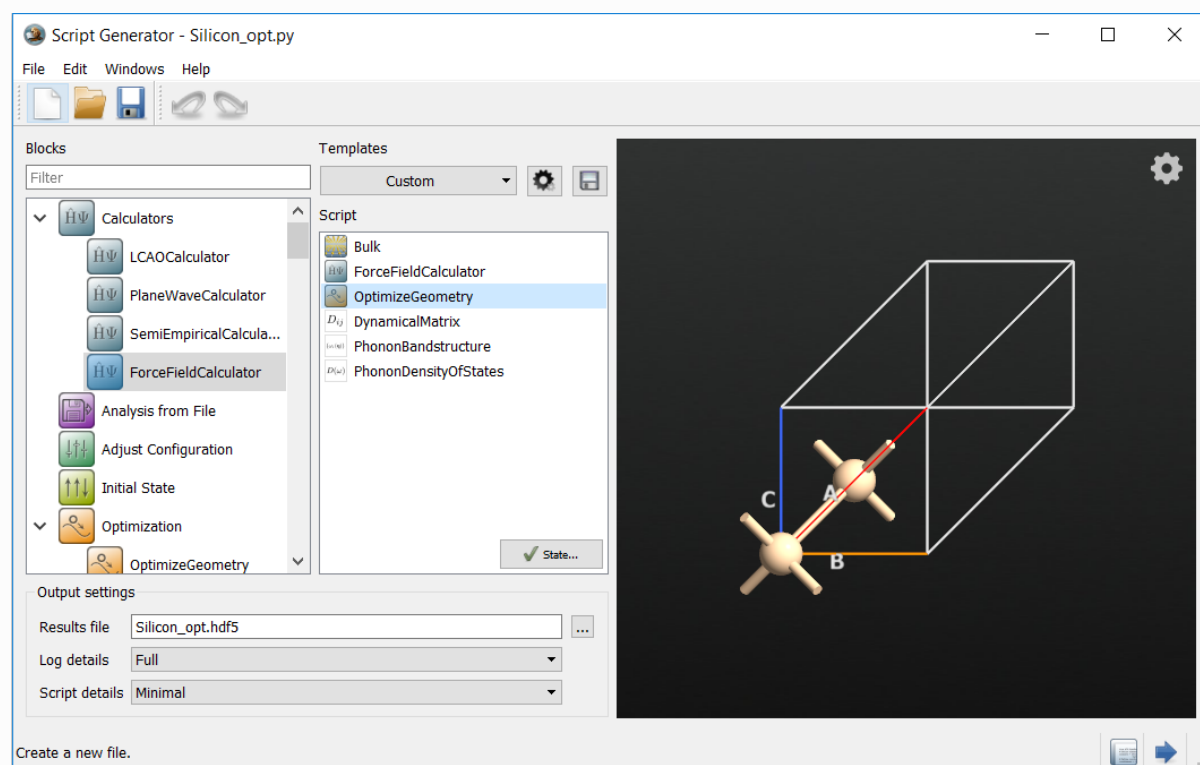 Script Generator - Silicon_opt.py
File Edit Windows Help
Blocks
Templates
Filter
Custom
Calculators
LCAOCalculator
PlaneWaveCalculator
SemiEmpiricalCalcula...
ForceFieldCalculator
Analysis from File
Adjust Configuration
Initial State
Optimization
OptimizeGeometry
Script
Bulk
ForceFieldCalculator
OptimizeGeometry
DynamicalMatrix
PhononBandstructure
PhononDensityOfStates
State...
C
A
B
Output settings
Results file Silicon_opt.hdf5 ...
Log details Full
Script details Minimal
Create a new file.